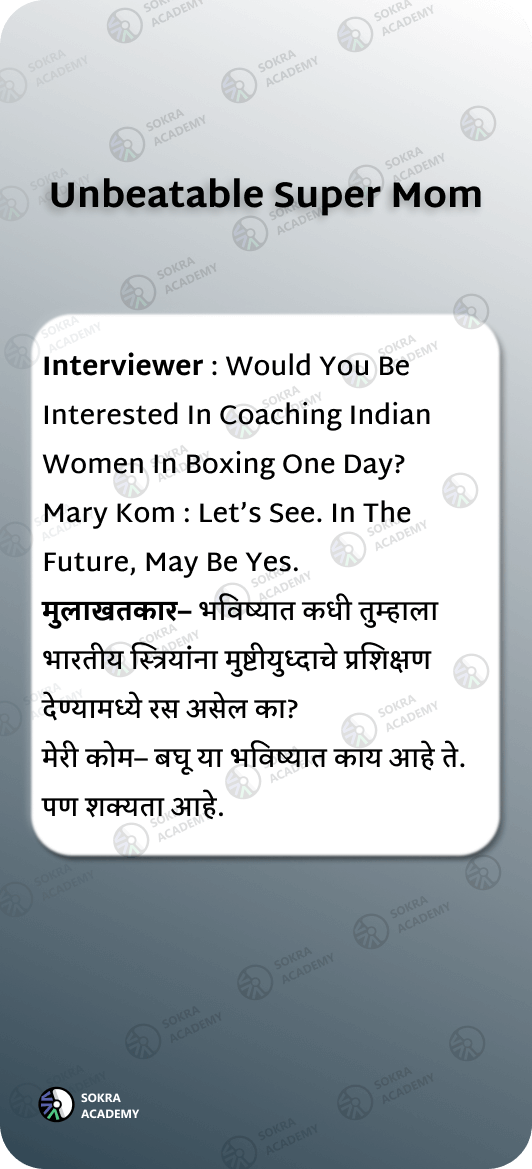 Unbeatable Super Mom
Interviewer : Would You Be
Interested In Coaching Indian
Women In Boxing One Day?
Mary Kom : Let’s See. In The
Future, May Be Yes.
मुलाखतकार– भविष्यात कधी तुम्हाला
भारतीय स्त्रियांना मुष्टीयुध्दाचे प्रशिक्षण
देण्यामध्ये रस असेल का?
मेरी कोम– बघू या भविष्यात काय आहे ते.
पण शक्यता आहे.
SOKRA
ACADEMY